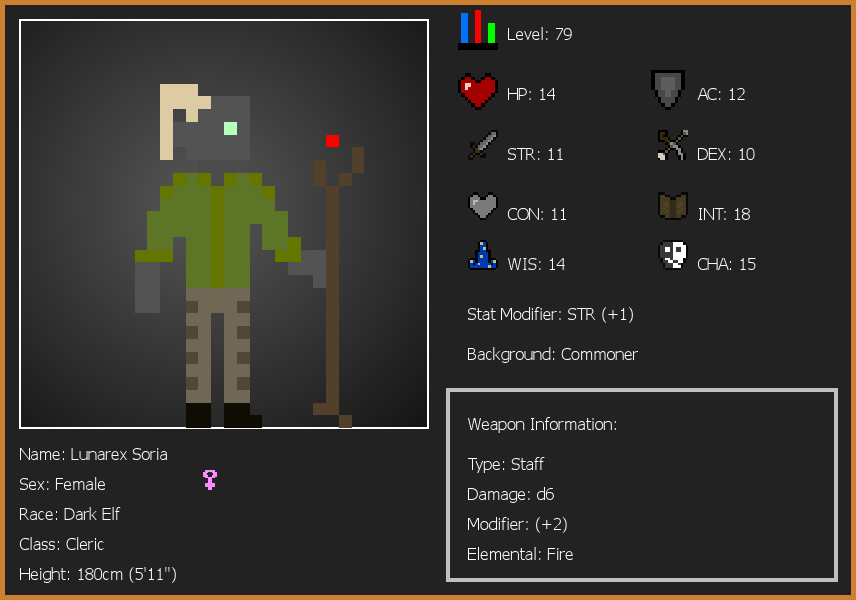 Level: 79
HP: 14
AC: 12
STR: 11
DEX: 10
CON: 11
INT: 18
WIS: 14
CHA: 15
Stat Modifier: STR (+1)
Background: Commoner
Weapon Information:
Type: Staff
Damage: d6
Modifier: (+2)
Elemental: Fire
Name: Lunarex Soria
Sex: Female
Race: Dark Elf
Class: Cleric
Height: 180cm (5'11")